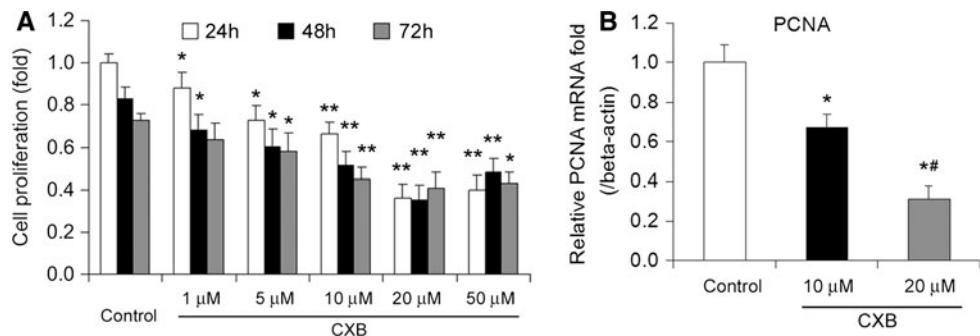 A
24h 48h 72h
Cell proliferation (fold)
1.2
1.0
0.8
0.6
0.4
0.2
0.0
* * * * * ** ** ** ** ** ** ** ** *
Control 1 μM 5 μM 10 μM 20 μM 50 μM
CXB
B
PCNA
Relative PCNA mRNA fold
(/beta-actin)
1.2
1.0
0.8
0.6
0.4
0.2
0.0
*
*#
Control 10 μM 20 μM
CXB